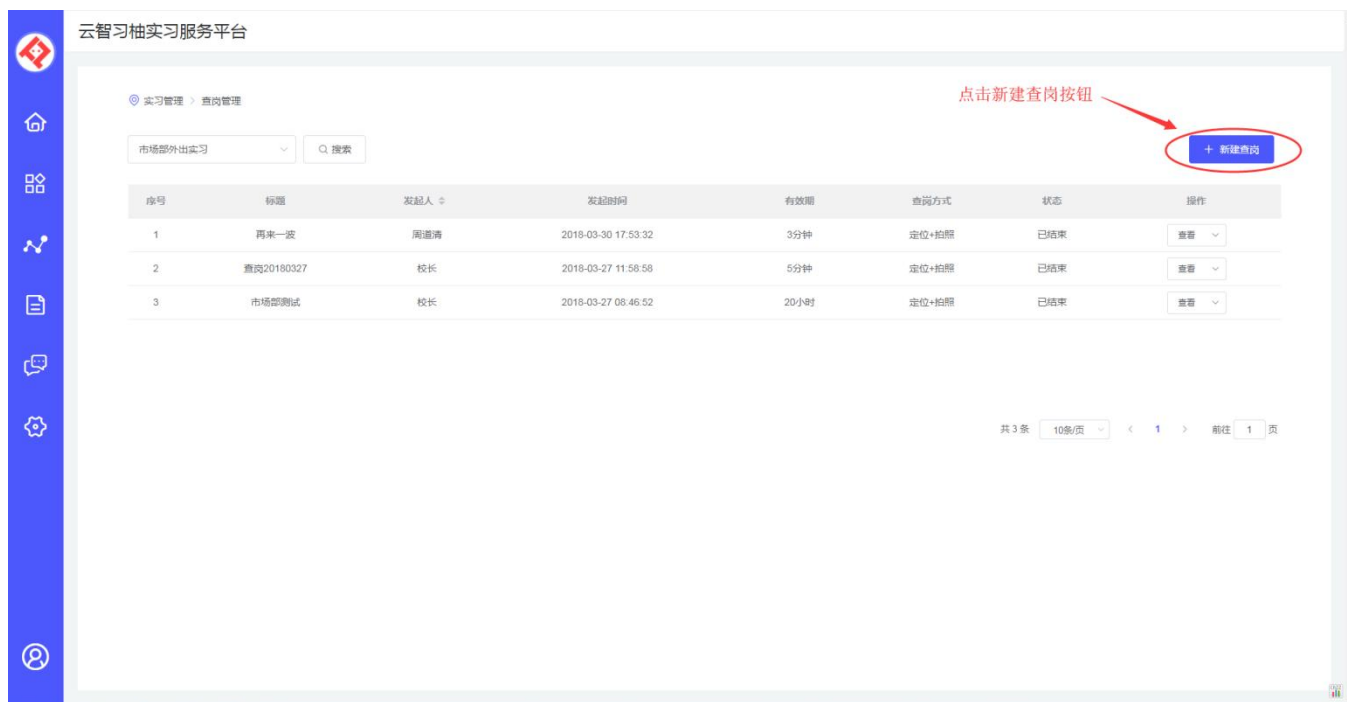 云智习柚实习服务平台
实习管理 > 查岗管理
点击新建查岗按钮
市场部外出实习 搜索 + 新建查岗
序号 标题 发起人 发起时间 有效期 查岗方式 状态 操作
1 再来一波 周道清 2018-03-30 17:53:32 3分钟 定位+拍照 已结束 查看
2 查岗20180327 校长 2018-03-27 11:58:58 5分钟 定位+拍照 已结束 查看
3 市场部测试 校长 2018-03-27 08:46:52 20小时 定位+拍照 已结束 查看
共 3 条 10条/页 < 1 > 前往 1 页